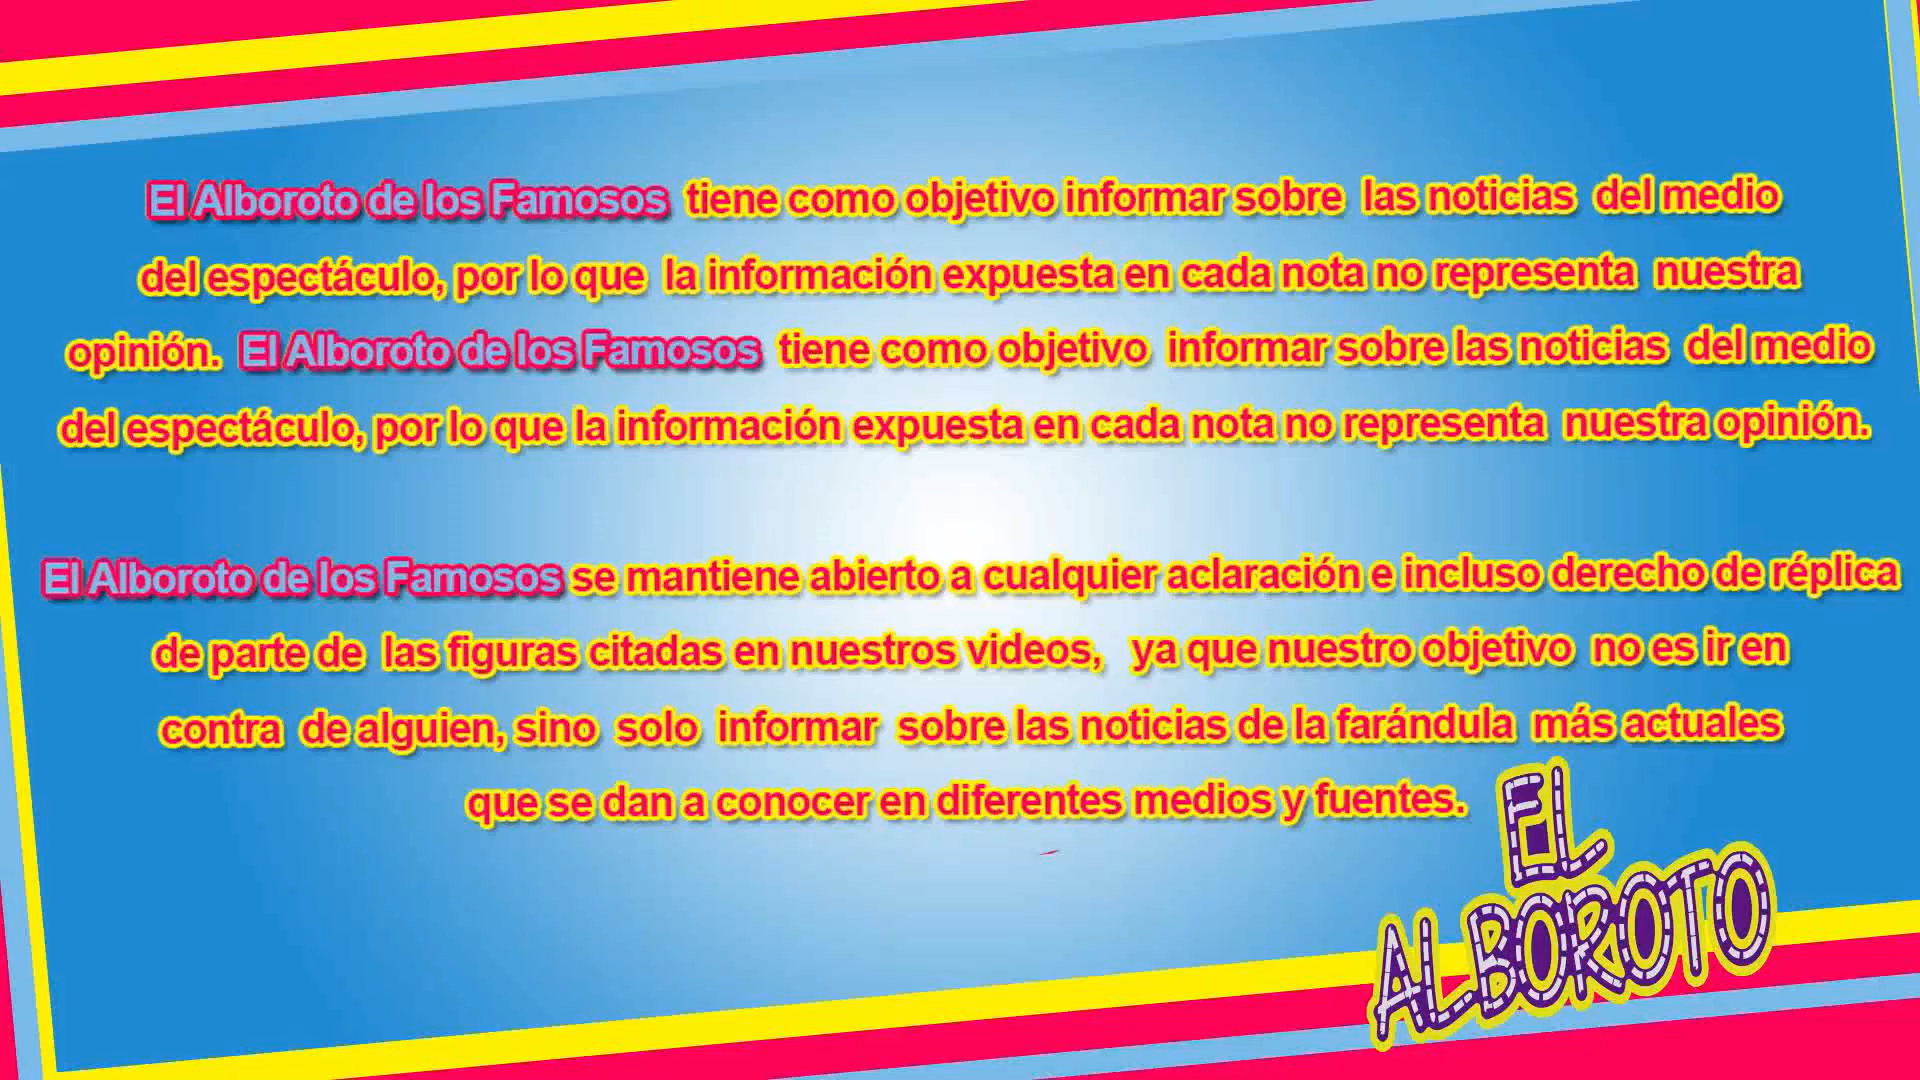 El Alboroto de los Famosos tiene como objetivo informar sobre las noticias del medio
del espectáculo, por lo que la información expuesta en cada nota no representa nuestra
opinión. El Alboroto de los Famosos tiene como objetivo informar sobre las noticias del medio
del espectáculo, por lo que la información expuesta en cada nota no representa nuestra opinión.
El Alboroto de los Famosos se mantiene abierto a cualquier aclaración e incluso derecho de réplica
de parte de las figuras citadas en nuestros videos, ya que nuestro objetivo no es ir en
contra de alguien, sino solo informar sobre las noticias de la farándula más actuales
que se dan a conocer en diferentes medios y fuentes.
EL
ALBOROTO